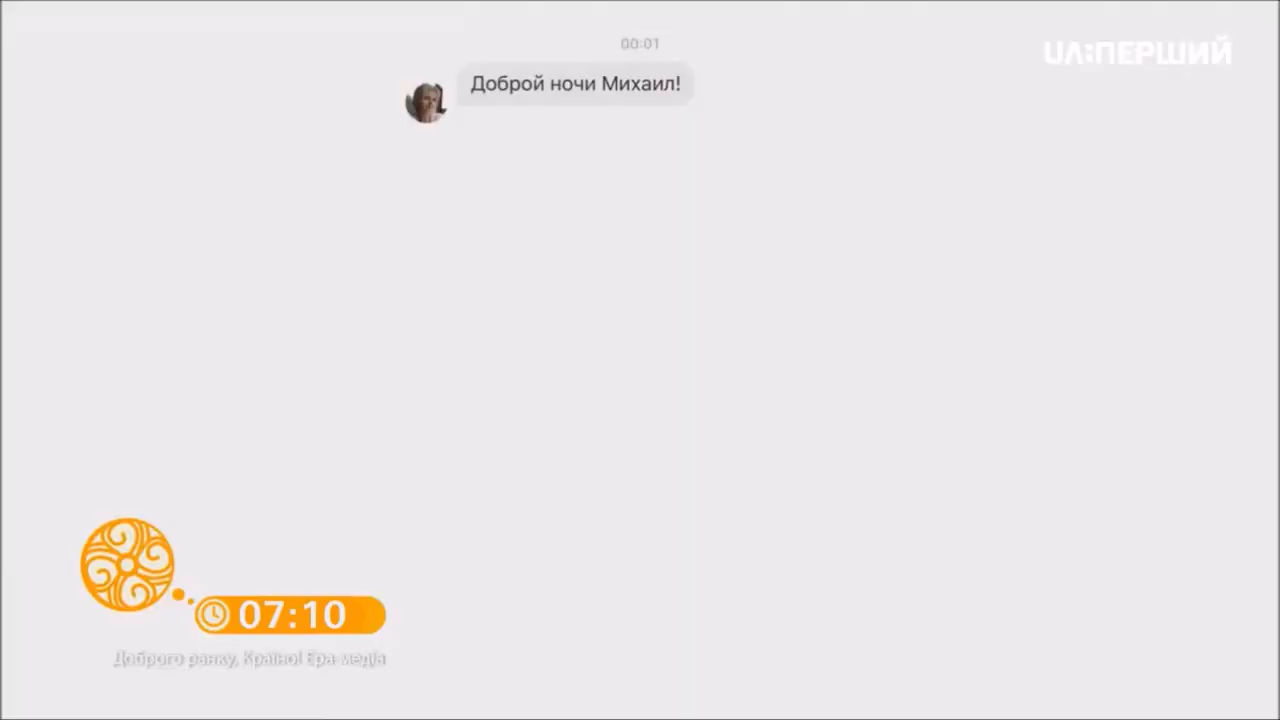 00:01
UA:ПЕРШИЙ
Доброй ночи Михаил!
07:10
Доброго ранку, Країно! Ера-медіа